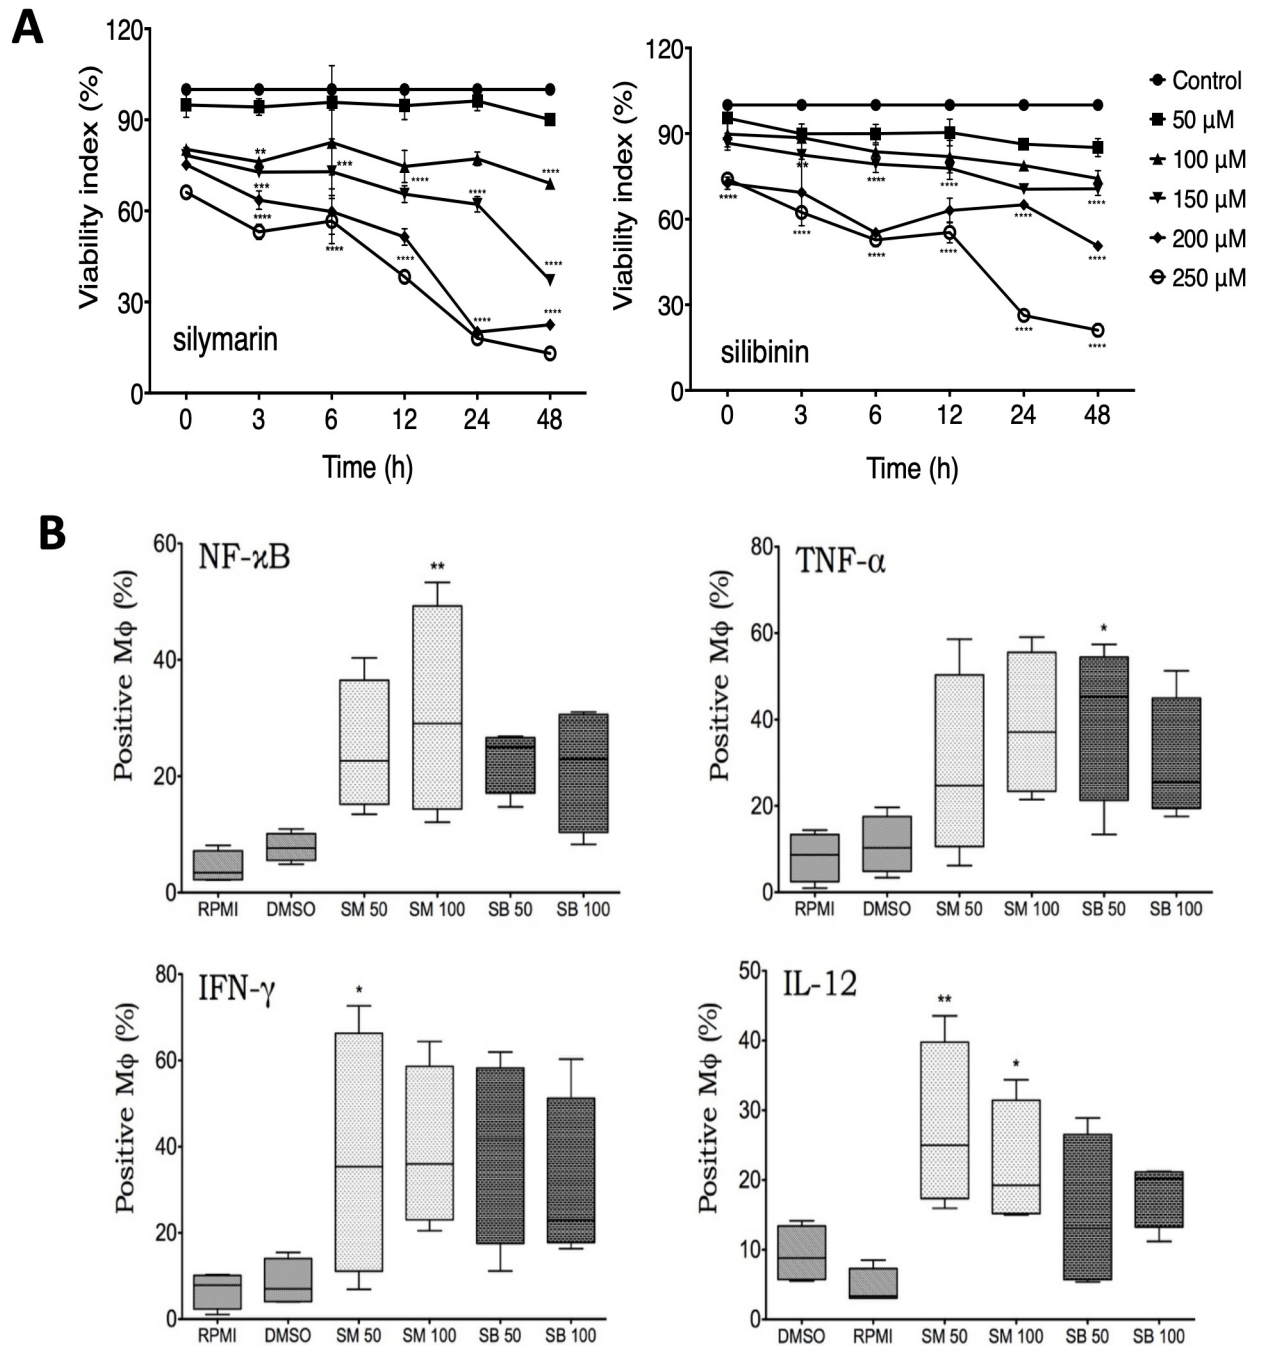 A
120
90
60
30
0
Viability index (%)
silymarin
** *** **** *** **** **** **** **** **** **** **** **** ****
0 3 6 12 24 48
Time (h)
120
90
60
30
0
Viability index (%)
silibinin
**** ** **** **** **** **** **** **** **** **** **** ****
0 3 6 12 24 48
Time (h)
Control
50 µM
100 µM
150 µM
200 µM
250 µM
B
NF-ϰB
60
40
20
0
Positive Mϕ (%)
**
RPMI DMSO SM 50 SM 100 SB 50 SB 100
TNF-α
80
60
40
20
0
Positive Mϕ (%)
*
RPMI DMSO SM 50 SM 100 SB 50 SB 100
IFN-γ
80
60
40
20
0
Positive Mϕ (%)
*
RPMI DMSO SM 50 SM 100 SB 50 SB 100
IL-12
50
40
30
20
10
0
Positive Mϕ (%)
**
*
DMSO RPMI SM 50 SM 100 SB 50 SB 100